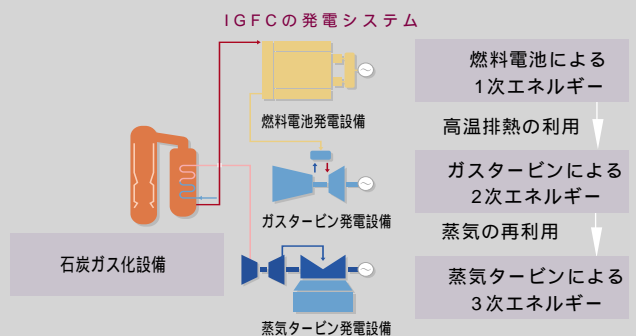 IGFCの発電システム
燃料電池発電設備
ガスタービン発電設備
石炭ガス化設備
蒸気タービン発電設備
燃料電池による
1次エネルギー
高温排熱の利用
ガスタービンによる
2次エネルギー
蒸気の再利用
蒸気タービンによる
3次エネルギー